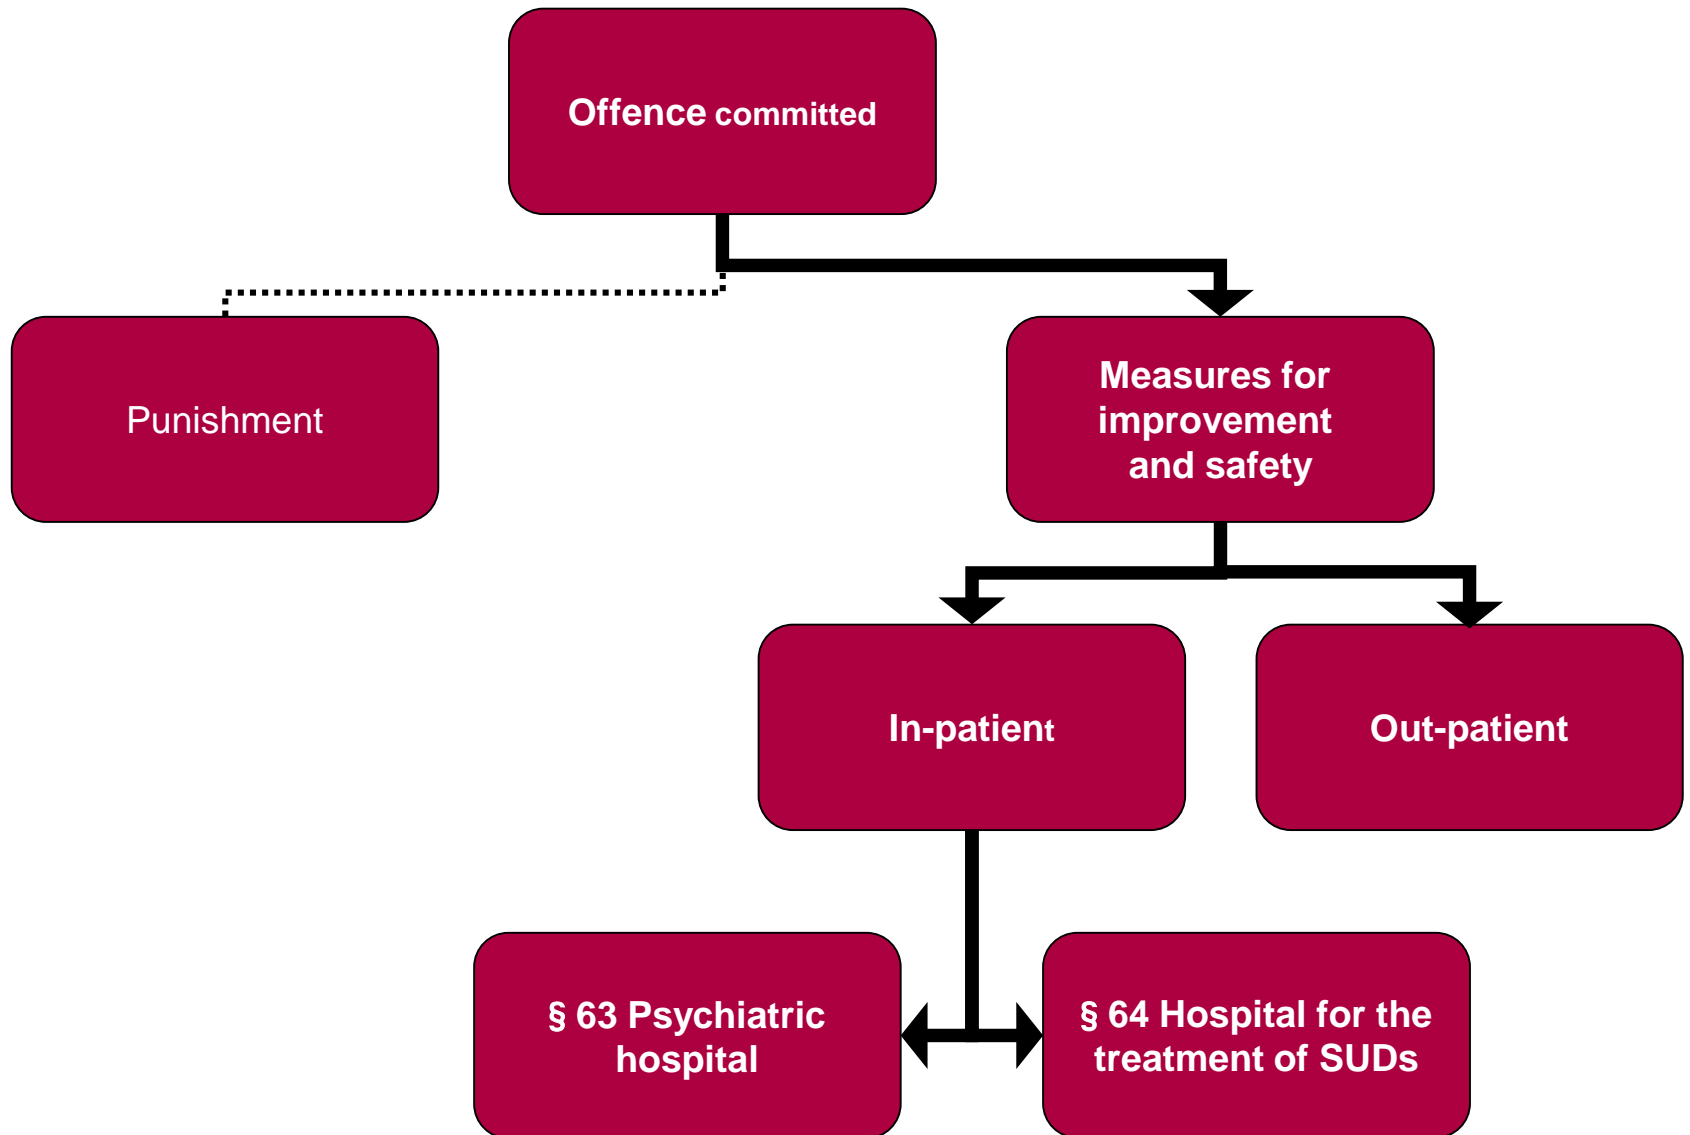 Offence committed
Punishment
Measures for
improvement
and safety
In-patient
Out-patient
§ 63 Psychiatric
hospital
§ 64 Hospital for the
treatment of SUDs